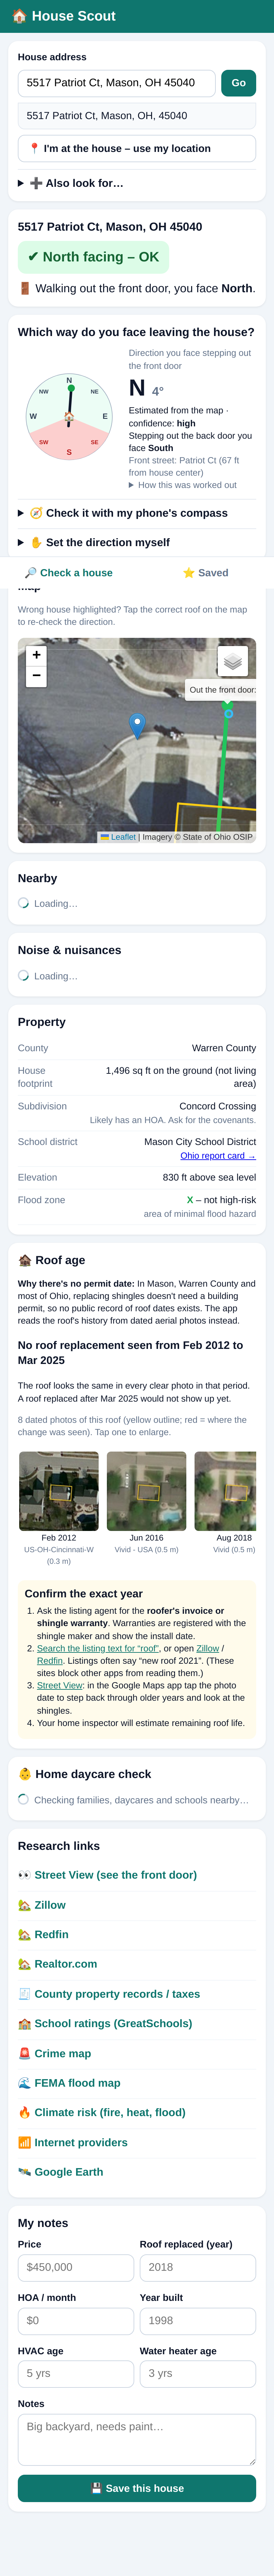 🏠 House Scout
House address
5517 Patriot Ct, Mason, OH 45040
Go
5517 Patriot Ct, Mason, OH, 45040
📍 I'm at the house – use my location
▶ ➕ Also look for…
5517 Patriot Ct, Mason, OH 45040
✔ North facing – OK
🚪 Walking out the front door, you face North.
Which way do you face leaving the house?
N
NE
E
SE
S
SW
W
NW
Direction you face stepping out
the front door
N 4°
Estimated from the map ·
confidence: high
Stepping out the back door you
face South
Front street: Patriot Ct (67 ft
from house center)
▶ How this was worked out
▶ 🧭 Check it with my phone's compass
▶ ✋ Set the direction myself
🔎 Check a house
⭐ Saved
Wrong house highlighted? Tap the correct roof on the map
to re-check the direction.
+
−
Out the front door:
Leaflet | Imagery © State of Ohio OSIP
Nearby
Loading…
Noise & nuisances
Loading…
Property
County
Warren County
House
footprint
1,496 sq ft on the ground (not living
area)
Subdivision
Concord Crossing
Likely has an HOA. Ask for the covenants.
School district
Mason City School District
Ohio report card →
Elevation
830 ft above sea level
Flood zone
X – not high-risk
area of minimal flood hazard
🏚️ Roof age
Why there's no permit date: In Mason, Warren County and
most of Ohio, replacing shingles doesn't need a building
permit, so no public record of roof dates exists. The app
reads the roof's history from dated aerial photos instead.
No roof replacement seen from Feb 2012 to
Mar 2025
The roof looks the same in every clear photo in that period.
A roof replaced after Mar 2025 would not show up yet.
8 dated photos of this roof (yellow outline; red = where the
change was seen). Tap one to enlarge.
Feb 2012
US-OH-Cincinnati-W
(0.3 m)
Jun 2016
Vivid - USA (0.5 m)
Aug 2018
Vivid (0.5 m)
Confirm the exact year
1. Ask the listing agent for the roofer's invoice or
shingle warranty. Warranties are registered with the
shingle maker and show the install date.
2. Search the listing text for “roof”, or open Zillow /
Redfin. Listings often say “new roof 2021”. (These
sites block other apps from reading them.)
3. Street View: in the Google Maps app tap the photo
date to step back through older years and look at the
shingles.
4. Your home inspector will estimate remaining roof life.
👶 Home daycare check
Checking families, daycares and schools nearby…
Research links
👀 Street View (see the front door)
🏡 Zillow
🏡 Redfin
🏡 Realtor.com
🧾 County property records / taxes
🏫 School ratings (GreatSchools)
🚨 Crime map
🌊 FEMA flood map
🔥 Climate risk (fire, heat, flood)
📶 Internet providers
🛰️ Google Earth
My notes
Price
Roof replaced (year)
$450,000
2018
HOA / month
Year built
$0
1998
HVAC age
Water heater age
5 yrs
3 yrs
Notes
Big backyard, needs paint…
💾 Save this house